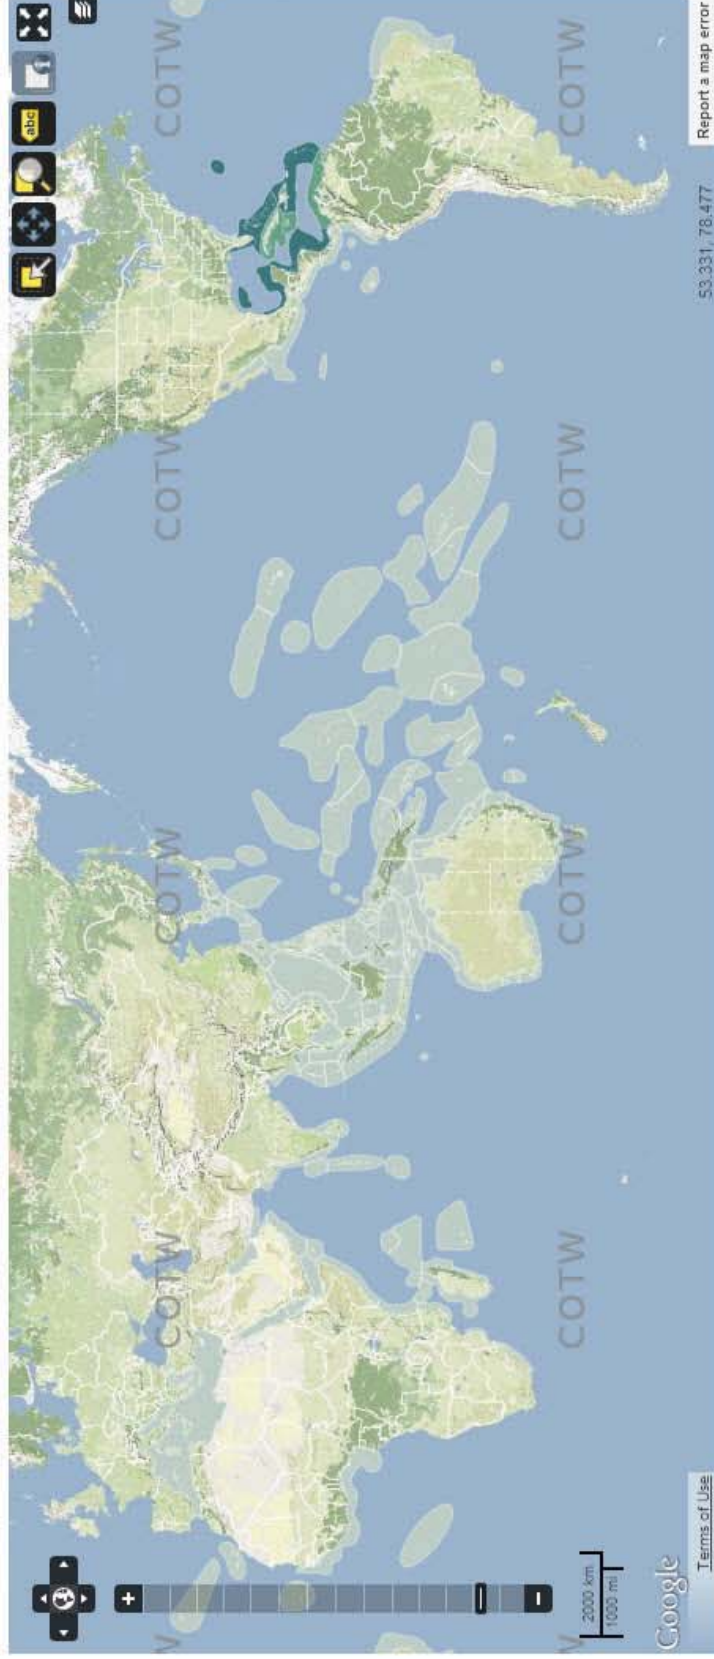 abc
COTW
COTW
COTW
COTW
COTW
COTW
COTW
COTW
W
W
2000 km
1000 mi
Google
Terms of Use
53.331, 78.477
Report a map error